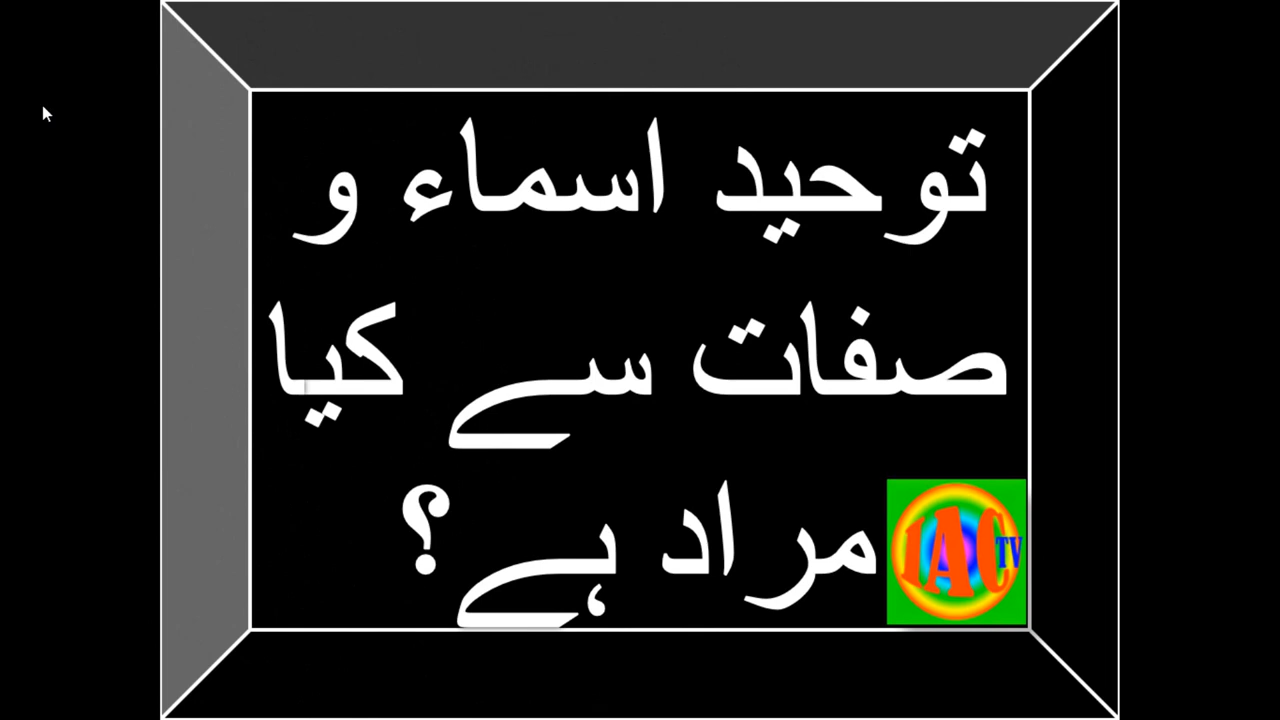 توحید اسماء و
صفات سے کیا
مراد ہے؟
IAC TV